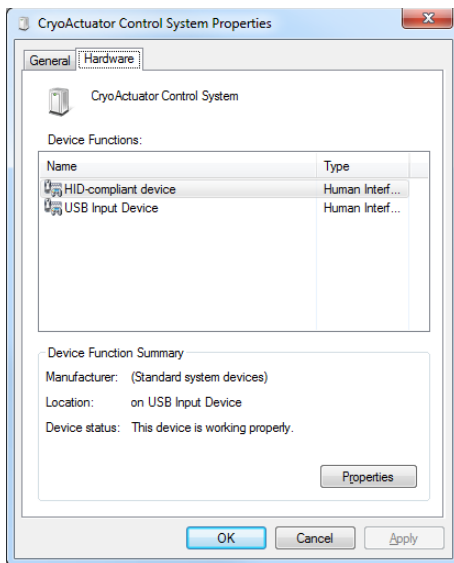 CryoActuator Control System Properties
General Hardware
CryoActuator Control System
Device Functions:
Name Type
HID-compliant device Human Interf...
USB Input Device Human Interf...
Device Function Summary
Manufacturer: (Standard system devices)
Location: on USB Input Device
Device status: This device is working properly.
Properties
OK Cancel Apply